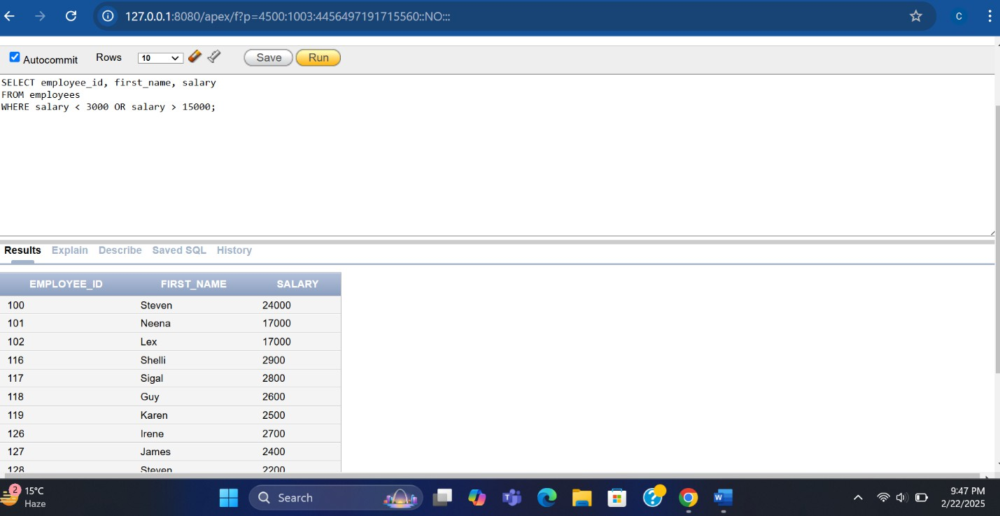 127.0.0.1:8080/apex/f?p=4500:1003:4456497191715560::NO:::
C
Autocommit Rows 10 Save Run
SELECT employee_id, first_name, salary
FROM employees
WHERE salary < 3000 OR salary > 15000;
Results Explain Describe Saved SQL History
EMPLOYEE_ID FIRST_NAME SALARY
100 Steven 24000
101 Neena 17000
102 Lex 17000
116 Shelli 2900
117 Sigal 2800
118 Guy 2600
119 Karen 2500
126 Irene 2700
127 James 2400
128 Steven 2200
2 15°C
Haze
Search
T
?
W
9:47 PM
2/22/2025